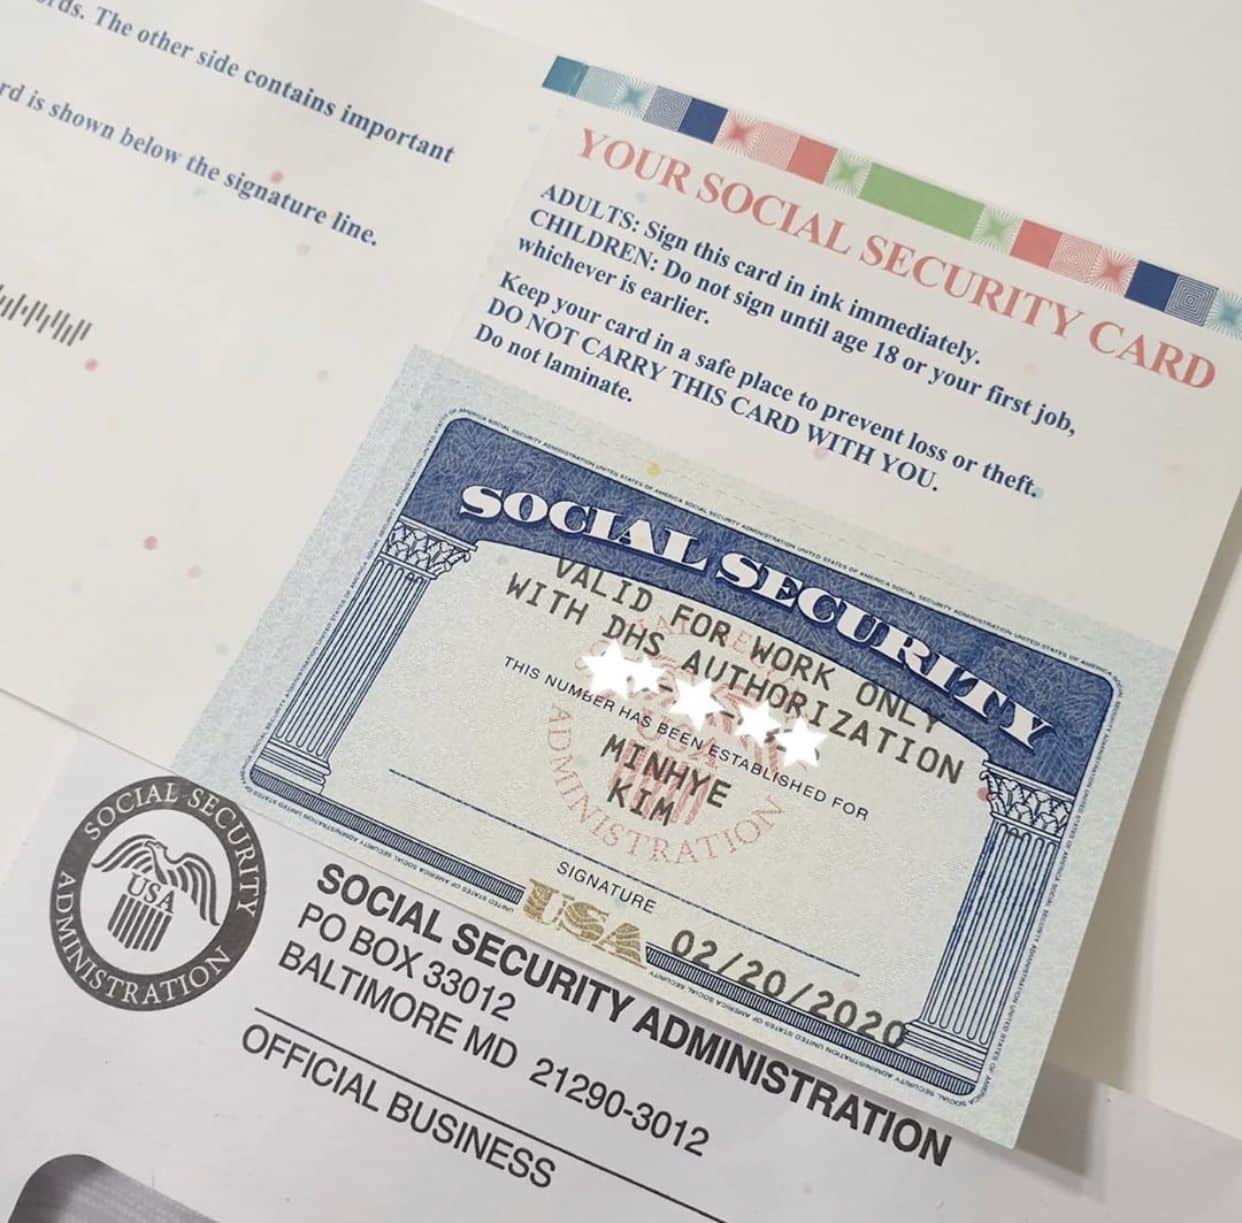 rds. The other side contains important
rd is shown below the signature line.
YOUR SOCIAL SECURITY CARD
ADULTS: Sign this card in ink immediately.
CHILDREN: Do not sign until age 18 or your first job,
whichever is earlier.
Keep your card in a safe place to prevent loss or theft.
DO NOT CARRY THIS CARD WITH YOU.
Do not laminate.
SOCIAL SECURITY
VALID FOR WORK ONLY
WITH DHS AUTHORIZATION
THIS NUMBER HAS BEEN ESTABLISHED FOR
MINHYE
KIM
USA
ADMINISTRATION
SIGNATURE
USA
02/20/2020
SOCIAL SECURITY ADMINISTRATION
USA
SOCIAL SECURITY ADMINISTRATION
PO BOX 33012
BALTIMORE MD 21290-3012
OFFICIAL BUSINESS